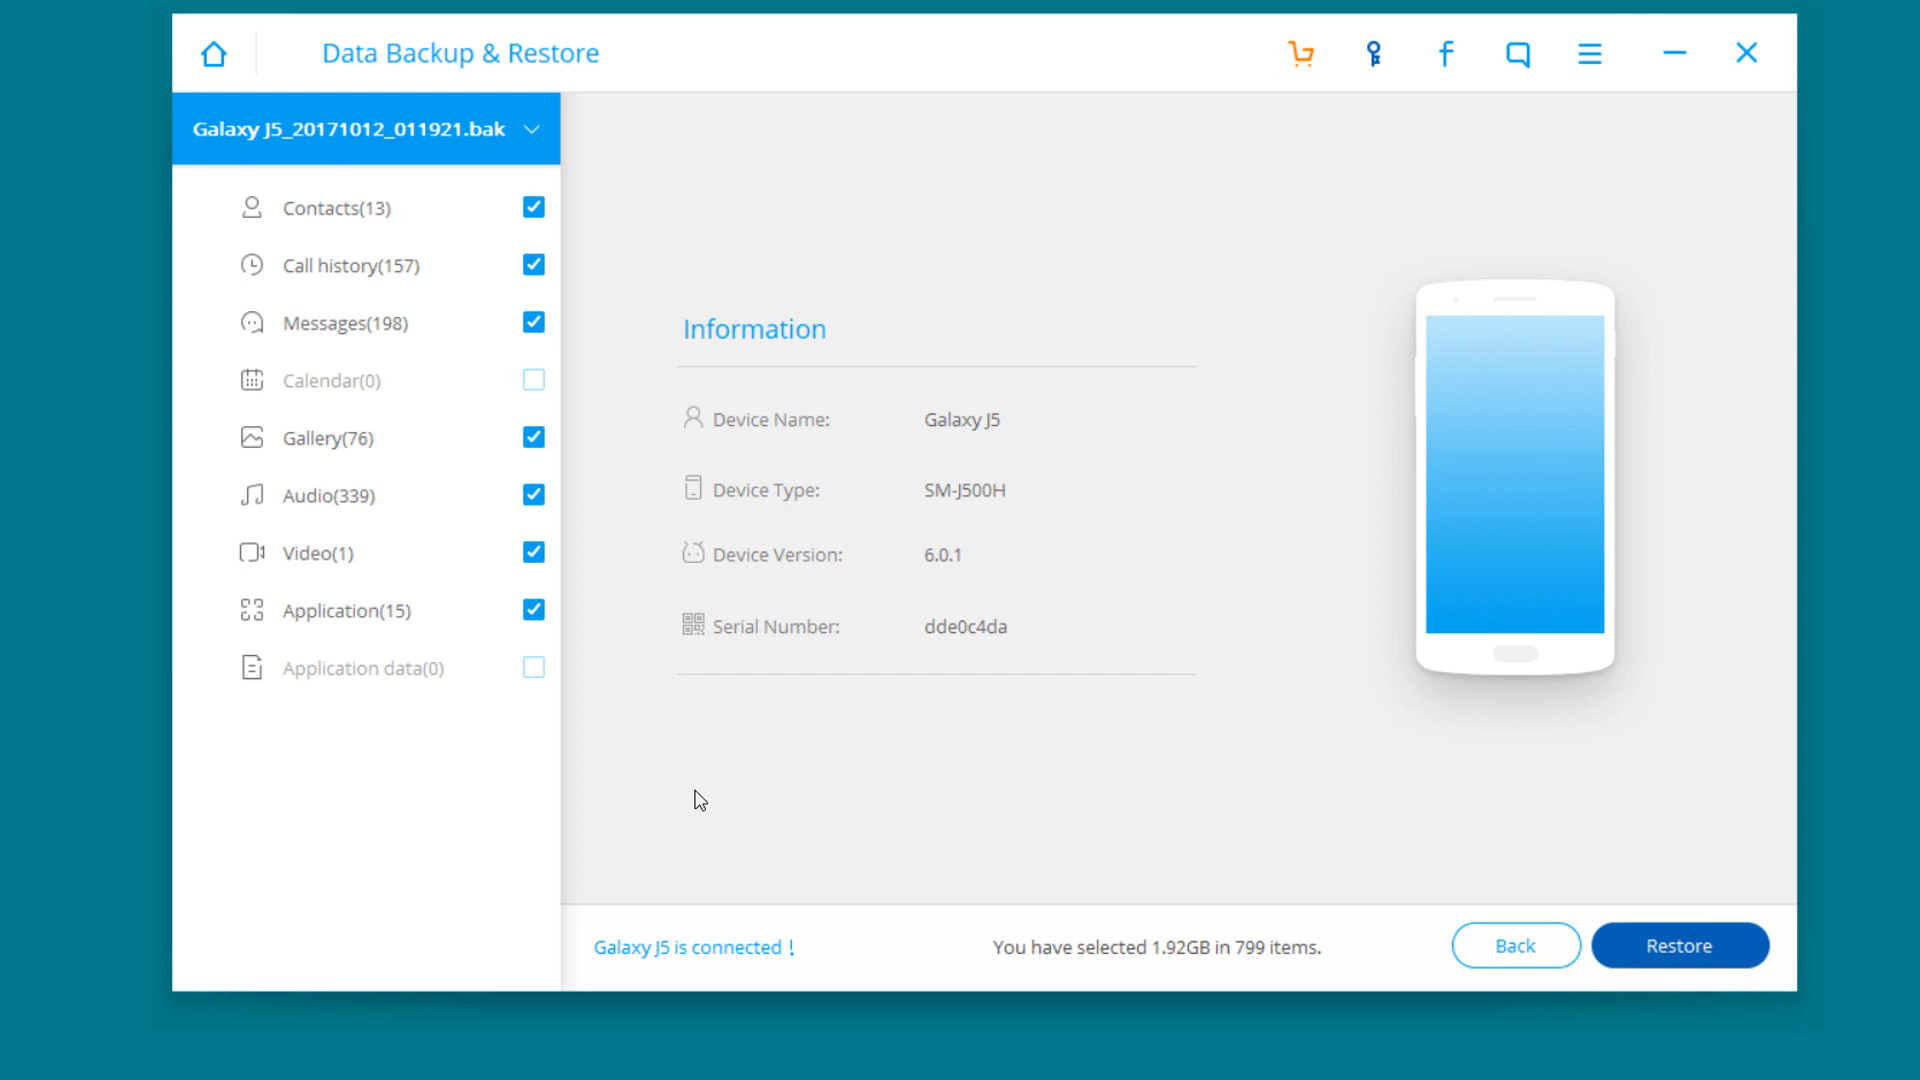 Data Backup & Restore
Galaxy J5_20171012_011921.bak
Contacts(13)
Call history(157)
Messages(198)
Calendar(0)
Gallery(76)
Audio(339)
Video(1)
Application(15)
Application data(0)
Information
Device Name: Galaxy J5
Device Type: SM-J500H
Device Version: 6.0.1
Serial Number: dde0c4da
Galaxy J5 is connected !
You have selected 1.92GB in 799 items.
Back
Restore